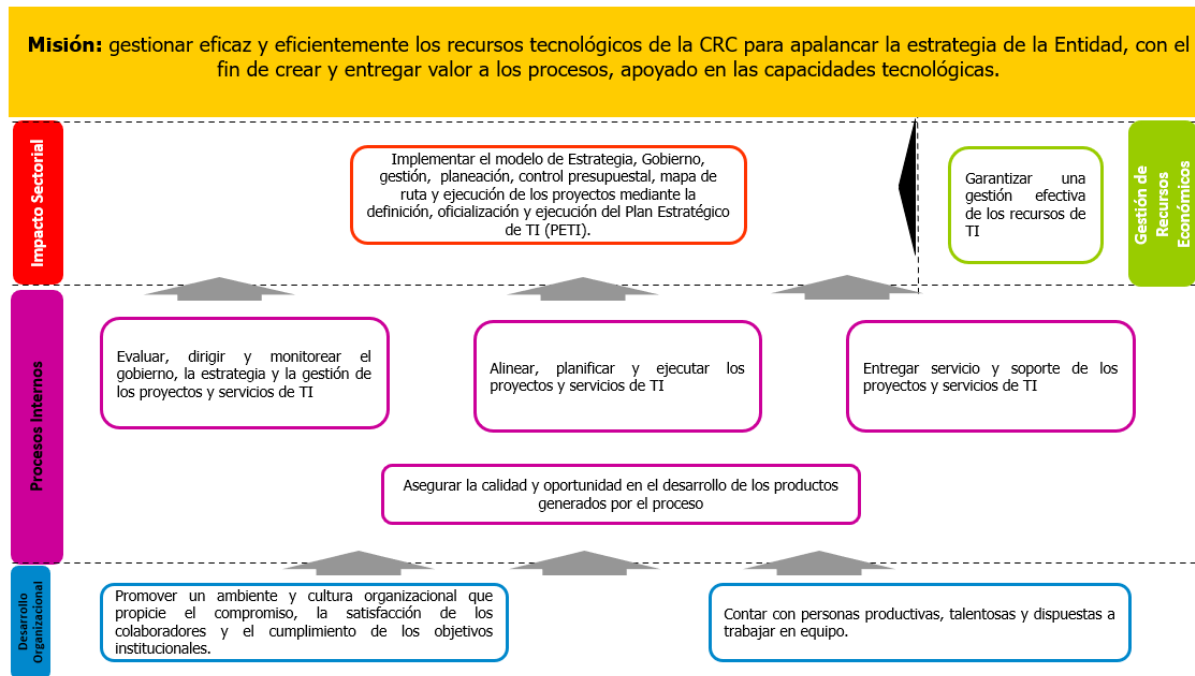 Misión: gestionar eficaz y eficientemente los recursos tecnológicos de la CRC para apalancar la estrategia de la Entidad, con el
fin de crear y entregar valor a los procesos, apoyado en las capacidades tecnológicas.
Impacto Sectorial
Implementar el modelo de Estrategia, Gobierno,
gestión, planeación, control presupuestal, mapa de
ruta y ejecución de los proyectos mediante la
definición, oficialización y ejecución del Plan Estratégico
de TI (PETI).
Garantizar una
gestión efectiva
de los recursos de
TI
Gestión de
Recursos
Económicos
Procesos Internos
Evaluar, dirigir y monitorear el
gobierno, la estrategia y la gestión de
los proyectos y servicios de TI
Alinear, planificar y ejecutar los
proyectos y servicios de TI
Entregar servicio y soporte de los
proyectos y servicios de TI
Asegurar la calidad y oportunidad en el desarrollo de los productos
generados por el proceso
Desarrollo
Organizacional
Promover un ambiente y cultura organizacional que
propicie el compromiso, la satisfacción de los
colaboradores y el cumplimiento de los objetivos
institucionales.
Contar con personas productivas, talentosas y dispuestas a
trabajar en equipo.